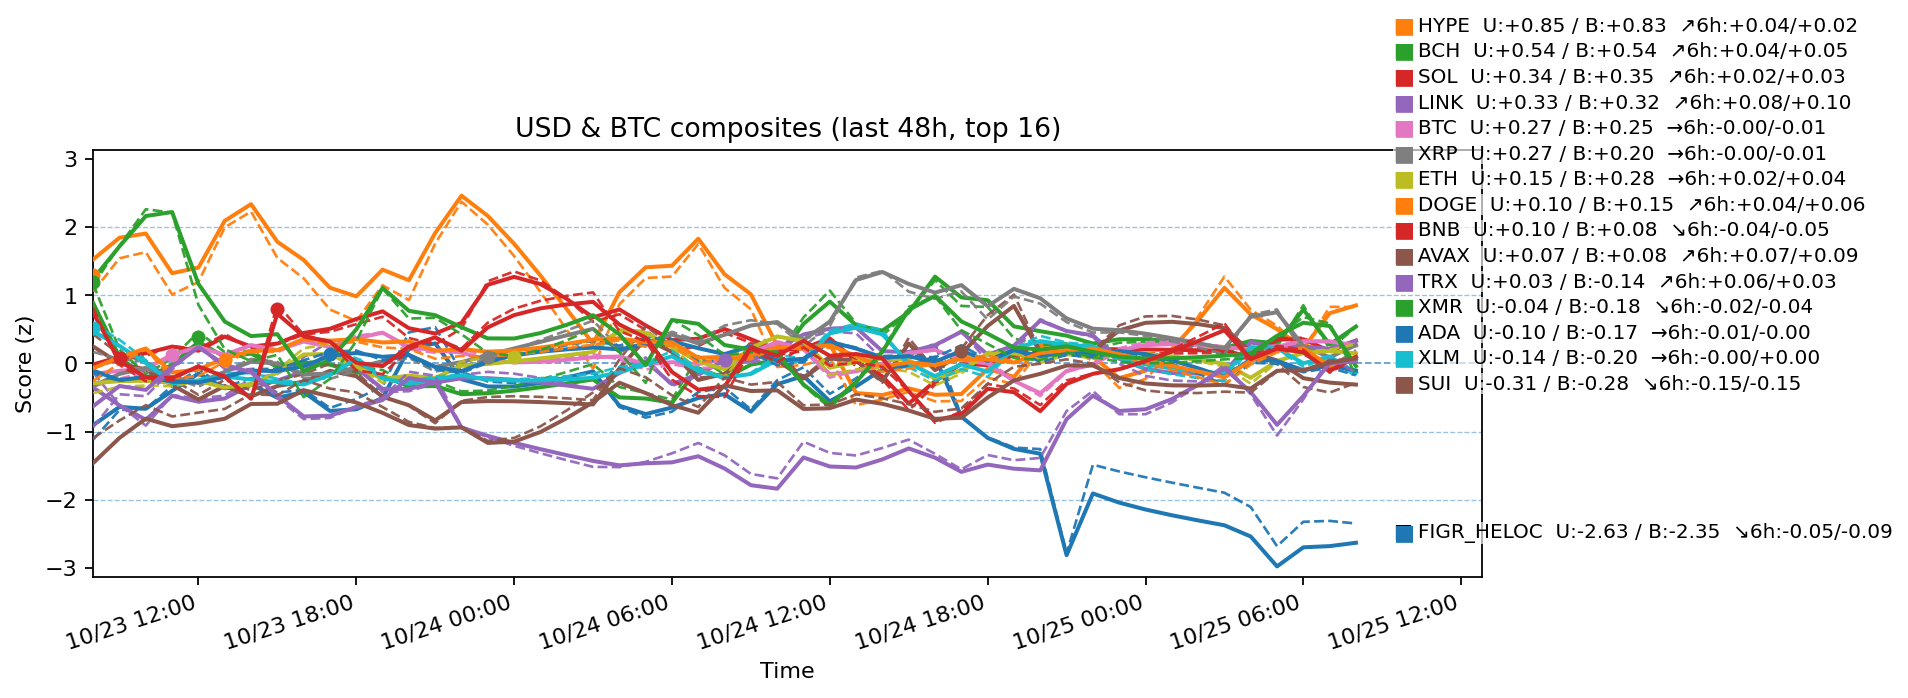 HYPE U:+0.85 / B:+0.83 ↗6h:+0.04/+0.02
BCH U:+0.54 / B:+0.54 ↗6h:+0.04/+0.05
SOL U:+0.34 / B:+0.35 ↗6h:+0.02/+0.03
LINK U:+0.33 / B:+0.32 ↗6h:+0.08/+0.10
BTC U:+0.27 / B:+0.25 →6h:-0.00/-0.01
XRP U:+0.27 / B:+0.20 →6h:-0.00/-0.01
ETH U:+0.15 / B:+0.28 →6h:+0.02/+0.04
DOGE U:+0.10 / B:+0.15 ↗6h:+0.04/+0.06
BNB U:+0.10 / B:+0.08 ↘6h:-0.04/-0.05
AVAX U:+0.07 / B:+0.08 ↗6h:+0.07/+0.09
TRX U:+0.03 / B:-0.14 ↗6h:+0.06/+0.03
XMR U:-0.04 / B:-0.18 ↘6h:-0.02/-0.04
ADA U:-0.10 / B:-0.17 →6h:-0.01/-0.00
XLM U:-0.14 / B:-0.20 →6h:-0.00/+0.00
SUI U:-0.31 / B:-0.28 ↘6h:-0.15/-0.15
FIGR_HELOC U:-2.63 / B:-2.35 ↘6h:-0.05/-0.09
USD & BTC composites (last 48h, top 16)
Score (z)
3
2
1
0
−1
−2
−3
10/23 12:00
10/23 18:00
10/24 00:00
10/24 06:00
10/24 12:00
10/24 18:00
10/25 00:00
10/25 06:00
10/25 12:00
Time